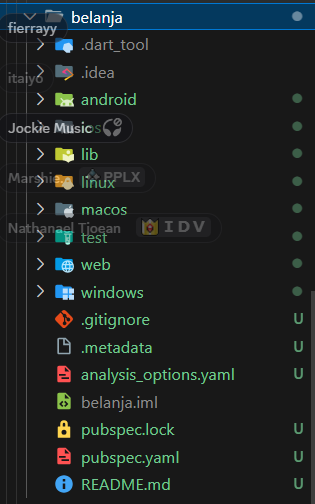 belanja
fierrayy
.dart_tool
.idea
itaiyo
android
Jockie Music
os
lib
Marshie
PPLX
linux
macos
Nathanael Tjoean
IDV
test
web
windows
.gitignore
U
.metadata
U
analysis_options.yaml
U
belanja.iml
pubspec.lock
U
pubspec.yaml
U
README.md
U